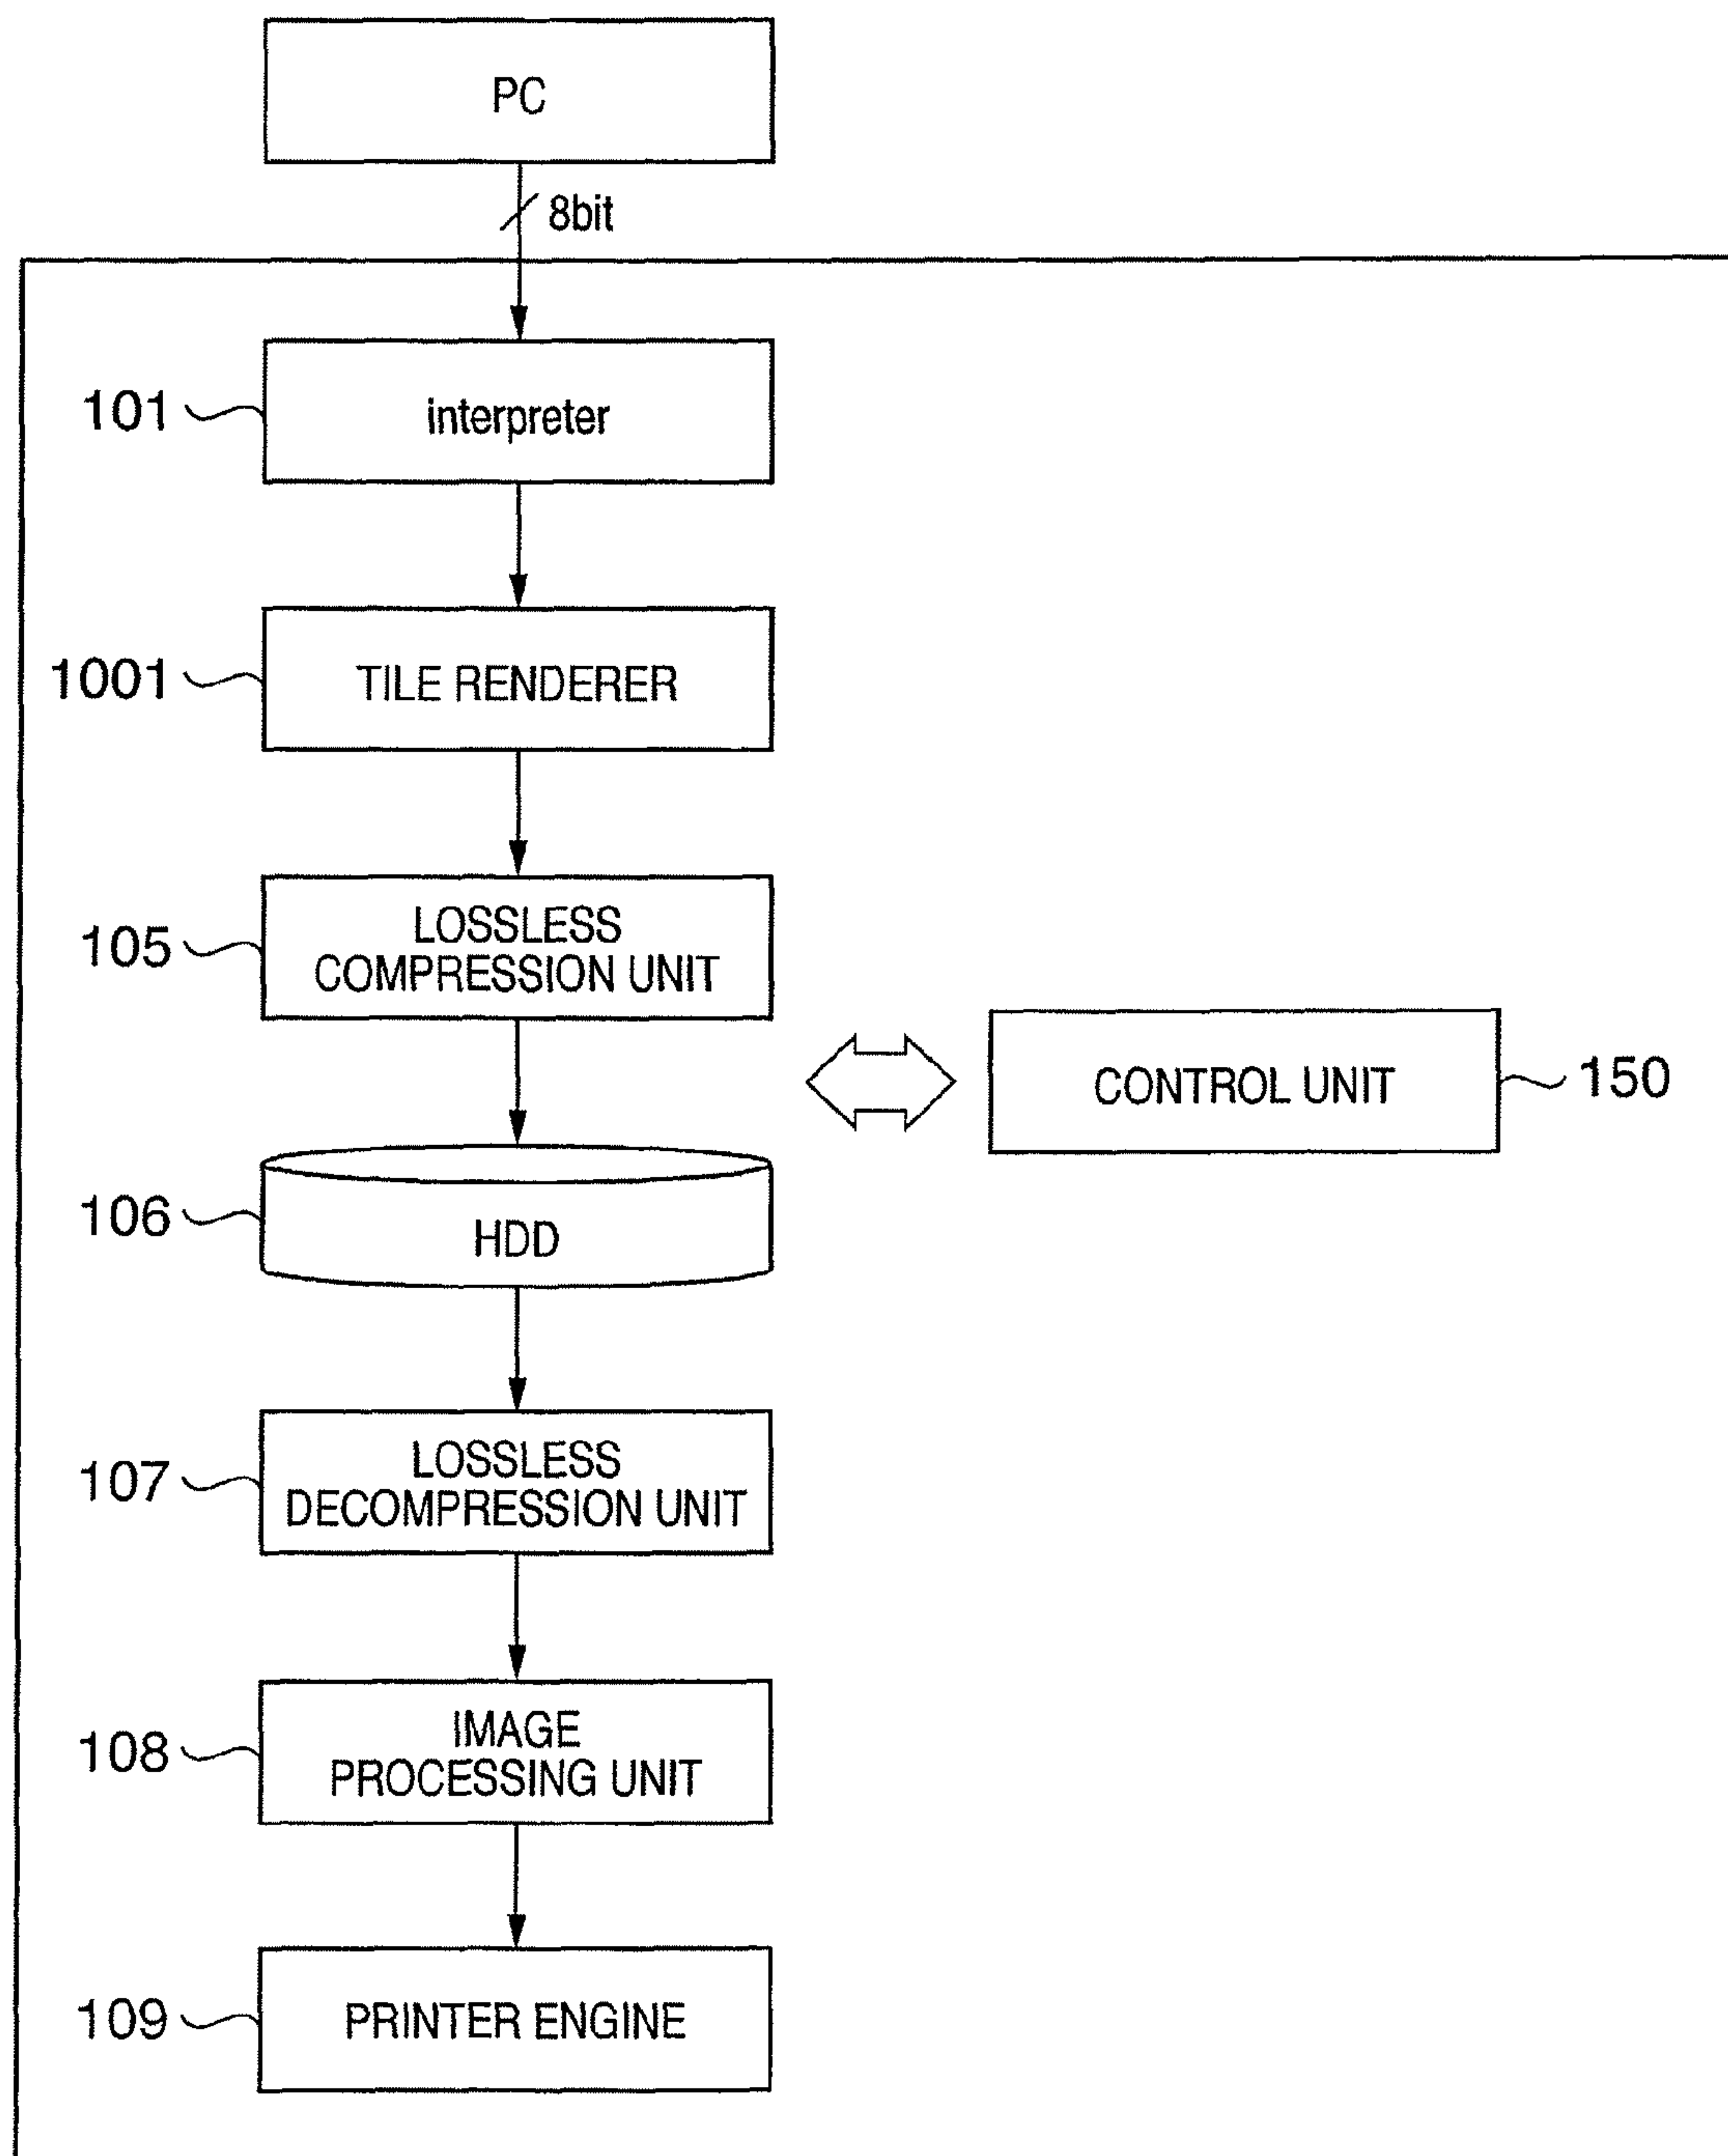 PC
8bit
101
interpreter
1001
TILE RENDERER
105
LOSSLESS
COMPRESSION UNIT
CONTROL UNIT
150
106
HDD
107
LOSSLESS
DECOMPRESSION UNIT
108
IMAGE
PROCESSING UNIT
109
PRINTER ENGINE